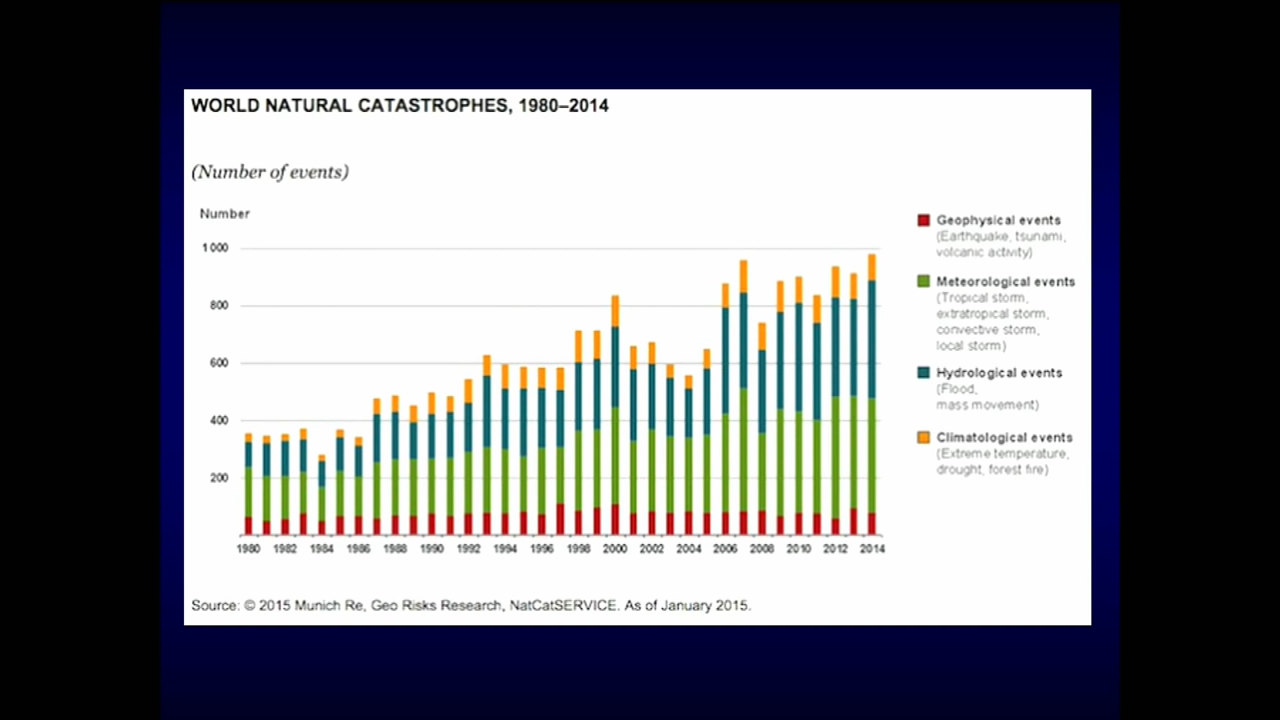 WORLD NATURAL CATASTROPHES, 1980–2014
(Number of events)
Number
1 000
800
600
400
200
1980 1982 1984 1986 1988 1990 1992 1994 1996 1998 2000 2002 2004 2006 2008 2010 2012 2014
Geophysical events
(Earthquake, tsunami,
volcanic activity)
Meteorological events
(Tropical storm,
extratropical storm,
convective storm,
local storm)
Hydrological events
(Flood,
mass movement)
Climatological events
(Extreme temperature,
drought, forest fire)
Source: © 2015 Munich Re, Geo Risks Research, NatCatSERVICE. As of January 2015.